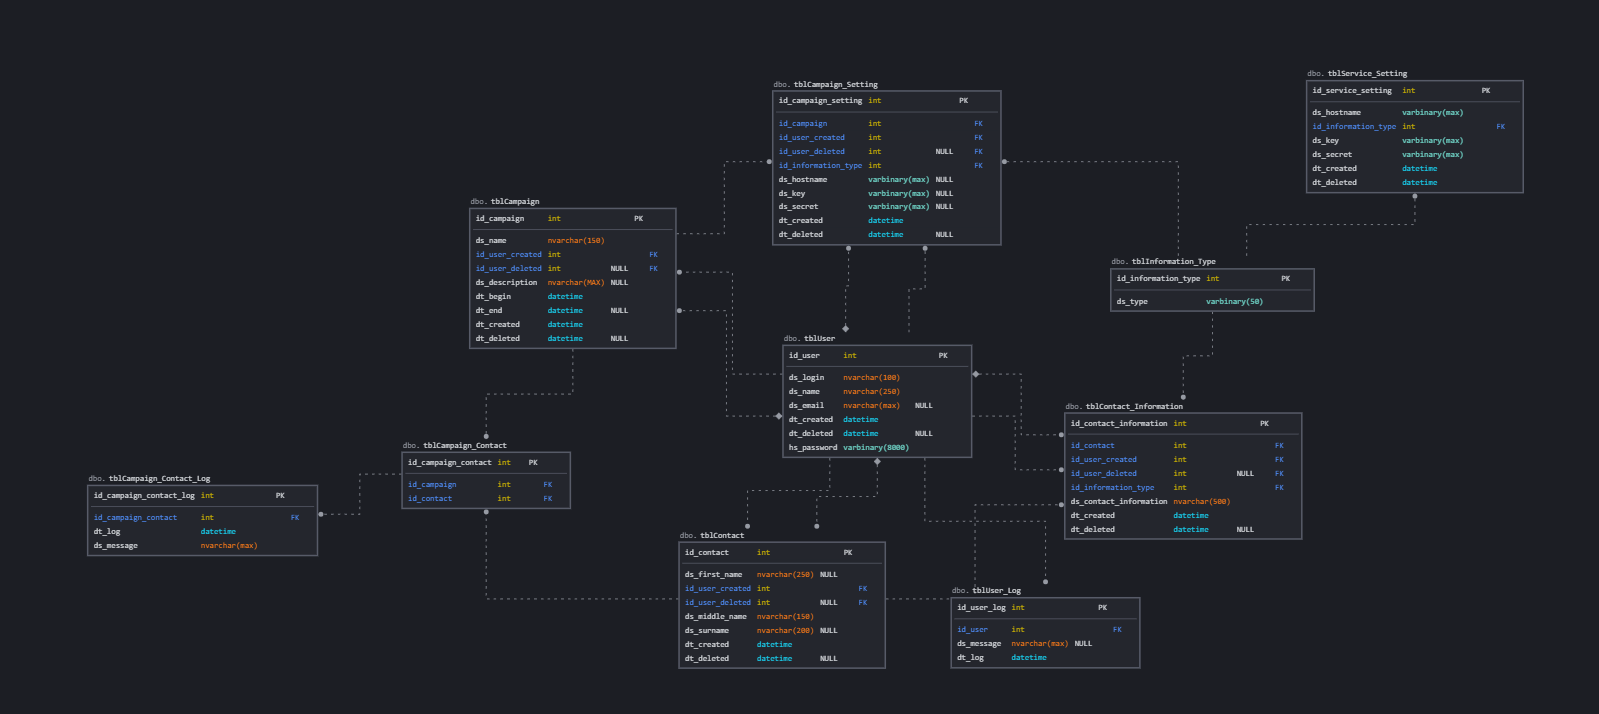 dbo. tblCampaign_Setting
id_campaign_setting int PK
id_campaign int FK
id_user_created int FK
id_user_deleted int NULL FK
id_information_type int FK
ds_hostname varbinary(max) NULL
ds_key varbinary(max) NULL
ds_secret varbinary(max) NULL
dt_created datetime
dt_deleted datetime NULL
dbo. tblService_Setting
id_service_setting int PK
ds_hostname varbinary(max)
id_information_type int FK
ds_key varbinary(max)
ds_secret varbinary(max)
dt_created datetime
dt_deleted datetime
dbo. tblCampaign
id_campaign int PK
ds_name nvarchar(150)
id_user_created int FK
id_user_deleted int NULL FK
ds_description nvarchar(MAX) NULL
dt_begin datetime
dt_end datetime NULL
dt_created datetime
dt_deleted datetime NULL
dbo. tblInformation_Type
id_information_type int PK
ds_type varbinary(50)
dbo. tblUser
id_user int PK
ds_login nvarchar(100)
ds_name nvarchar(250)
ds_email nvarchar(max) NULL
dt_created datetime
dt_deleted datetime NULL
hs_password varbinary(8000)
dbo. tblContact_Information
id_contact_information int PK
id_contact int FK
id_user_created int FK
id_user_deleted int NULL FK
id_information_type int FK
ds_contact_information nvarchar(500)
dt_created datetime
dt_deleted datetime NULL
dbo. tblCampaign_Contact
id_campaign_contact int PK
id_campaign int FK
id_contact int FK
dbo. tblCampaign_Contact_Log
id_campaign_contact_log int PK
id_campaign_contact int FK
dt_log datetime
ds_message nvarchar(max)
dbo. tblContact
id_contact int PK
ds_first_name nvarchar(250) NULL
id_user_created int FK
id_user_deleted int NULL FK
ds_middle_name nvarchar(150)
ds_surname nvarchar(200) NULL
dt_created datetime
dt_deleted datetime NULL
dbo. tblUser_Log
id_user_log int PK
id_user int FK
ds_message nvarchar(max) NULL
dt_log datetime